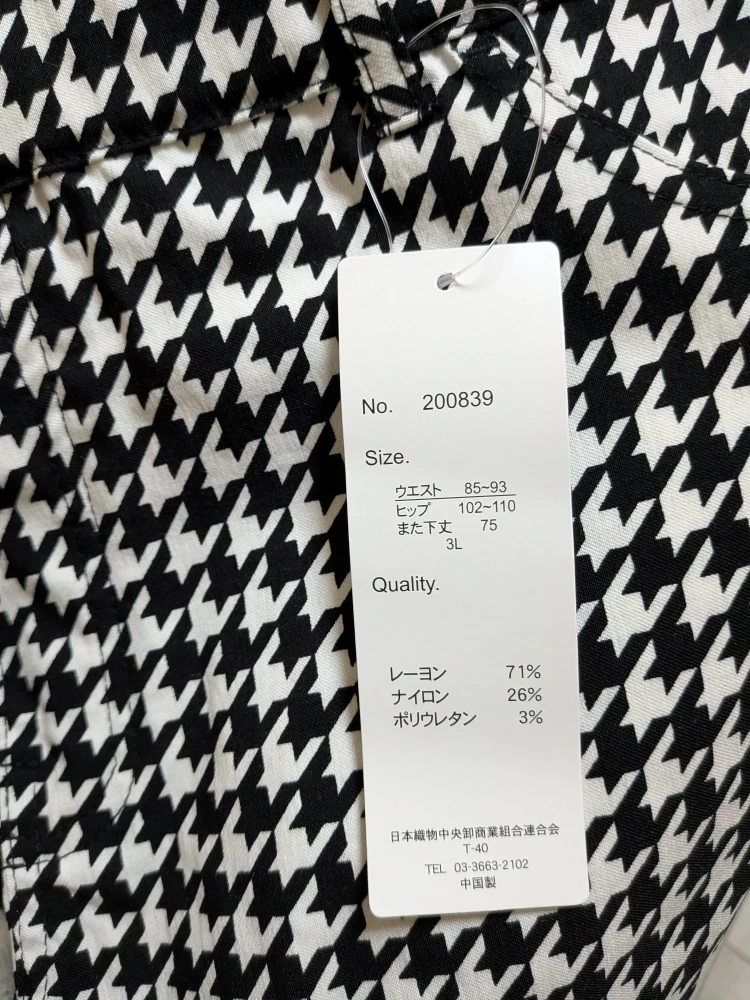 No. 200839
Size.
ウエスト 85~93
ヒップ 102~110
また下丈 75
3L
Quality.
レーヨン 71%
ナイロン 26%
ポリウレタン 3%
日本織物中央卸商業組合連合会
T-40
TEL 03-3663-2102
中国製